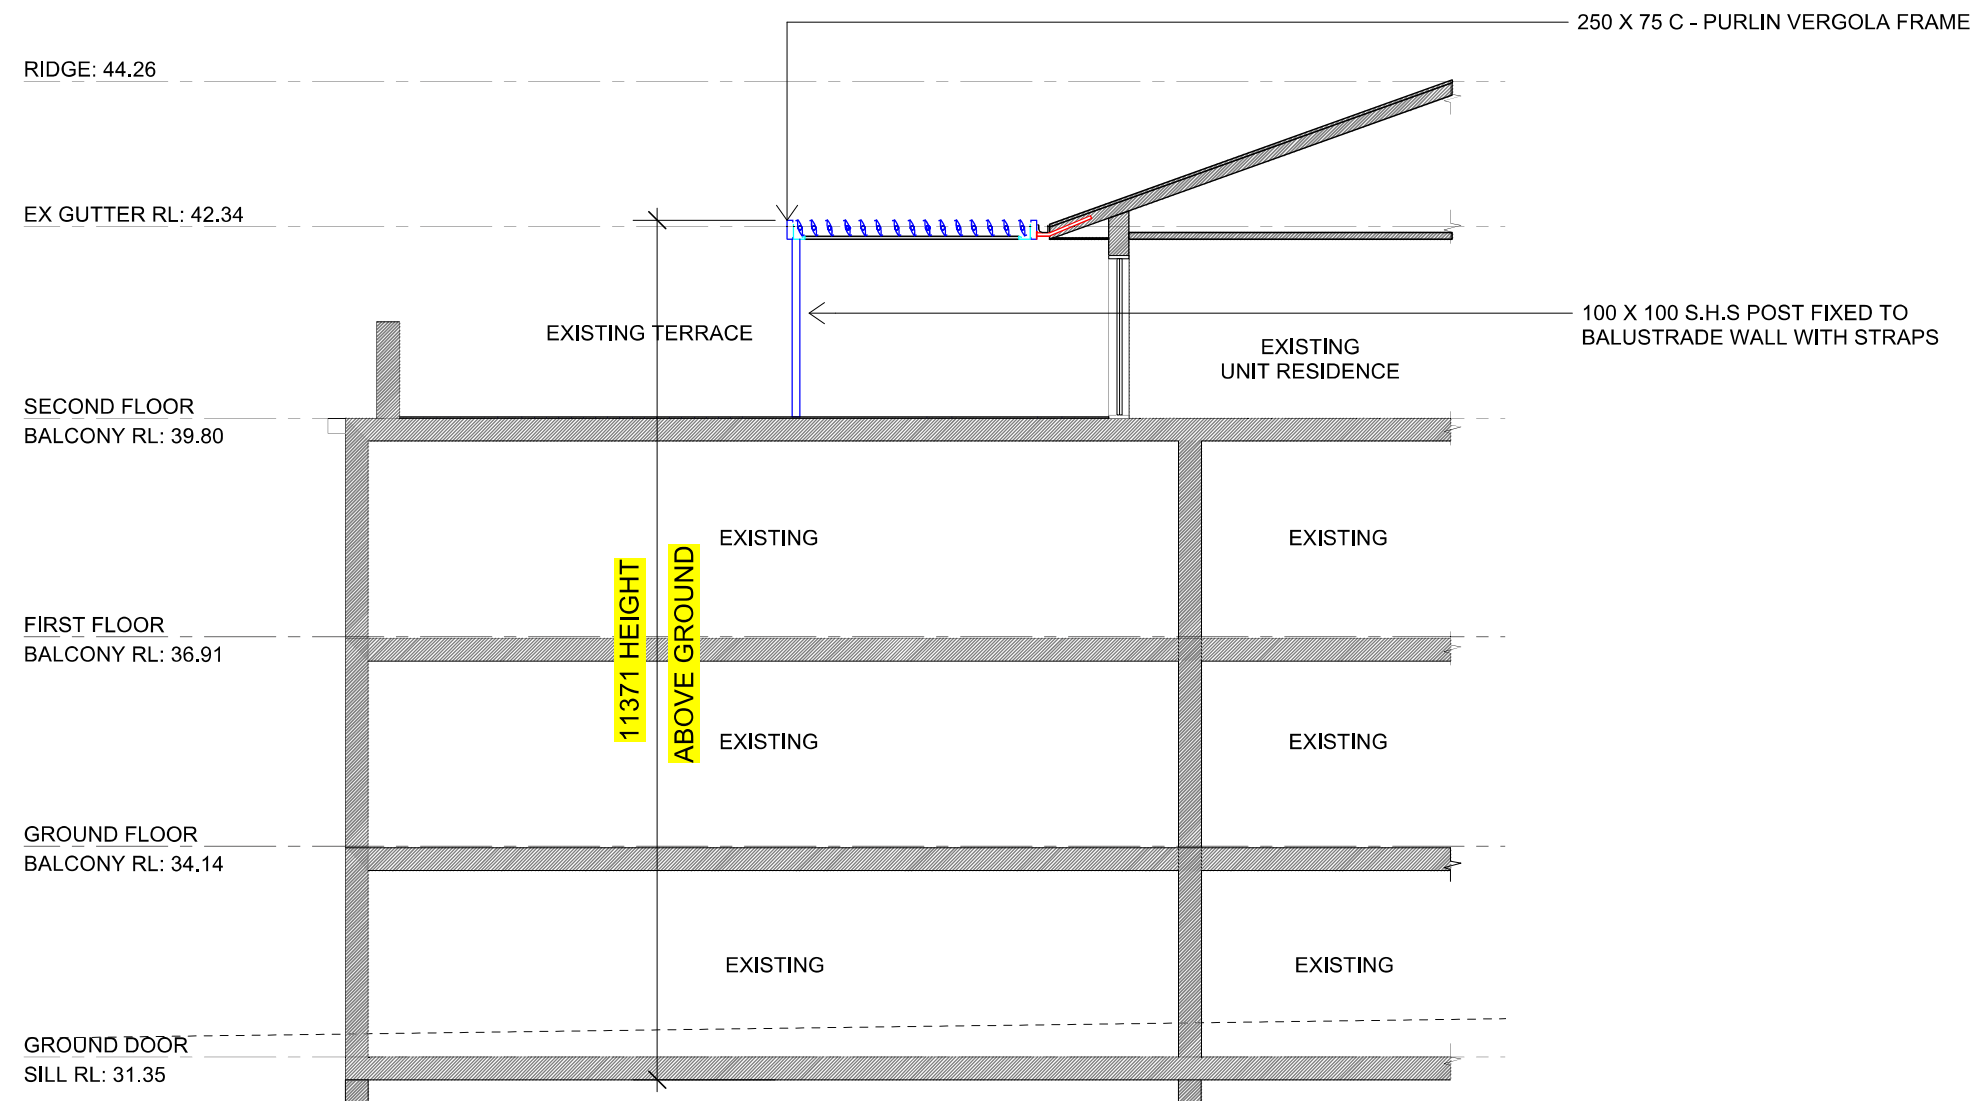 250 X 75 C - PURLIN VERGOLA FRAME
RIDGE: 44.26
EX GUTTER RL: 42.34
100 X 100 S.H.S POST FIXED TO
BALUSTRADE WALL WITH STRAPS
EXISTING TERRACE
EXISTING
UNIT RESIDENCE
SECOND FLOOR
BALCONY RL: 39.80
EXISTING
EXISTING
11371 HEIGHT
ABOVE GROUND
FIRST FLOOR
BALCONY RL: 36.91
EXISTING
EXISTING
GROUND FLOOR
BALCONY RL: 34.14
EXISTING
EXISTING
GROUND DOOR
SILL RL: 31.35